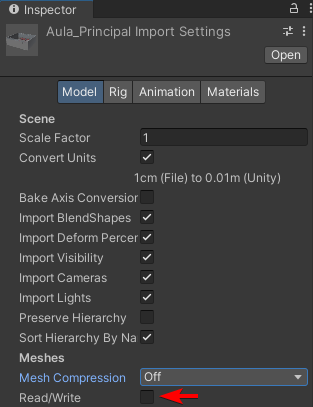 Inspector
Aula_Principal Import Settings
Open
Model Rig Animation Materials
Scene
Scale Factor 1
Convert Units
1cm (File) to 0.01m (Unity)
Bake Axis Conversion
Import BlendShapes
Import Deform Percen
Import Visibility
Import Cameras
Import Lights
Preserve Hierarchy
Sort Hierarchy By Na
Meshes
Mesh Compression Off
Read/Write